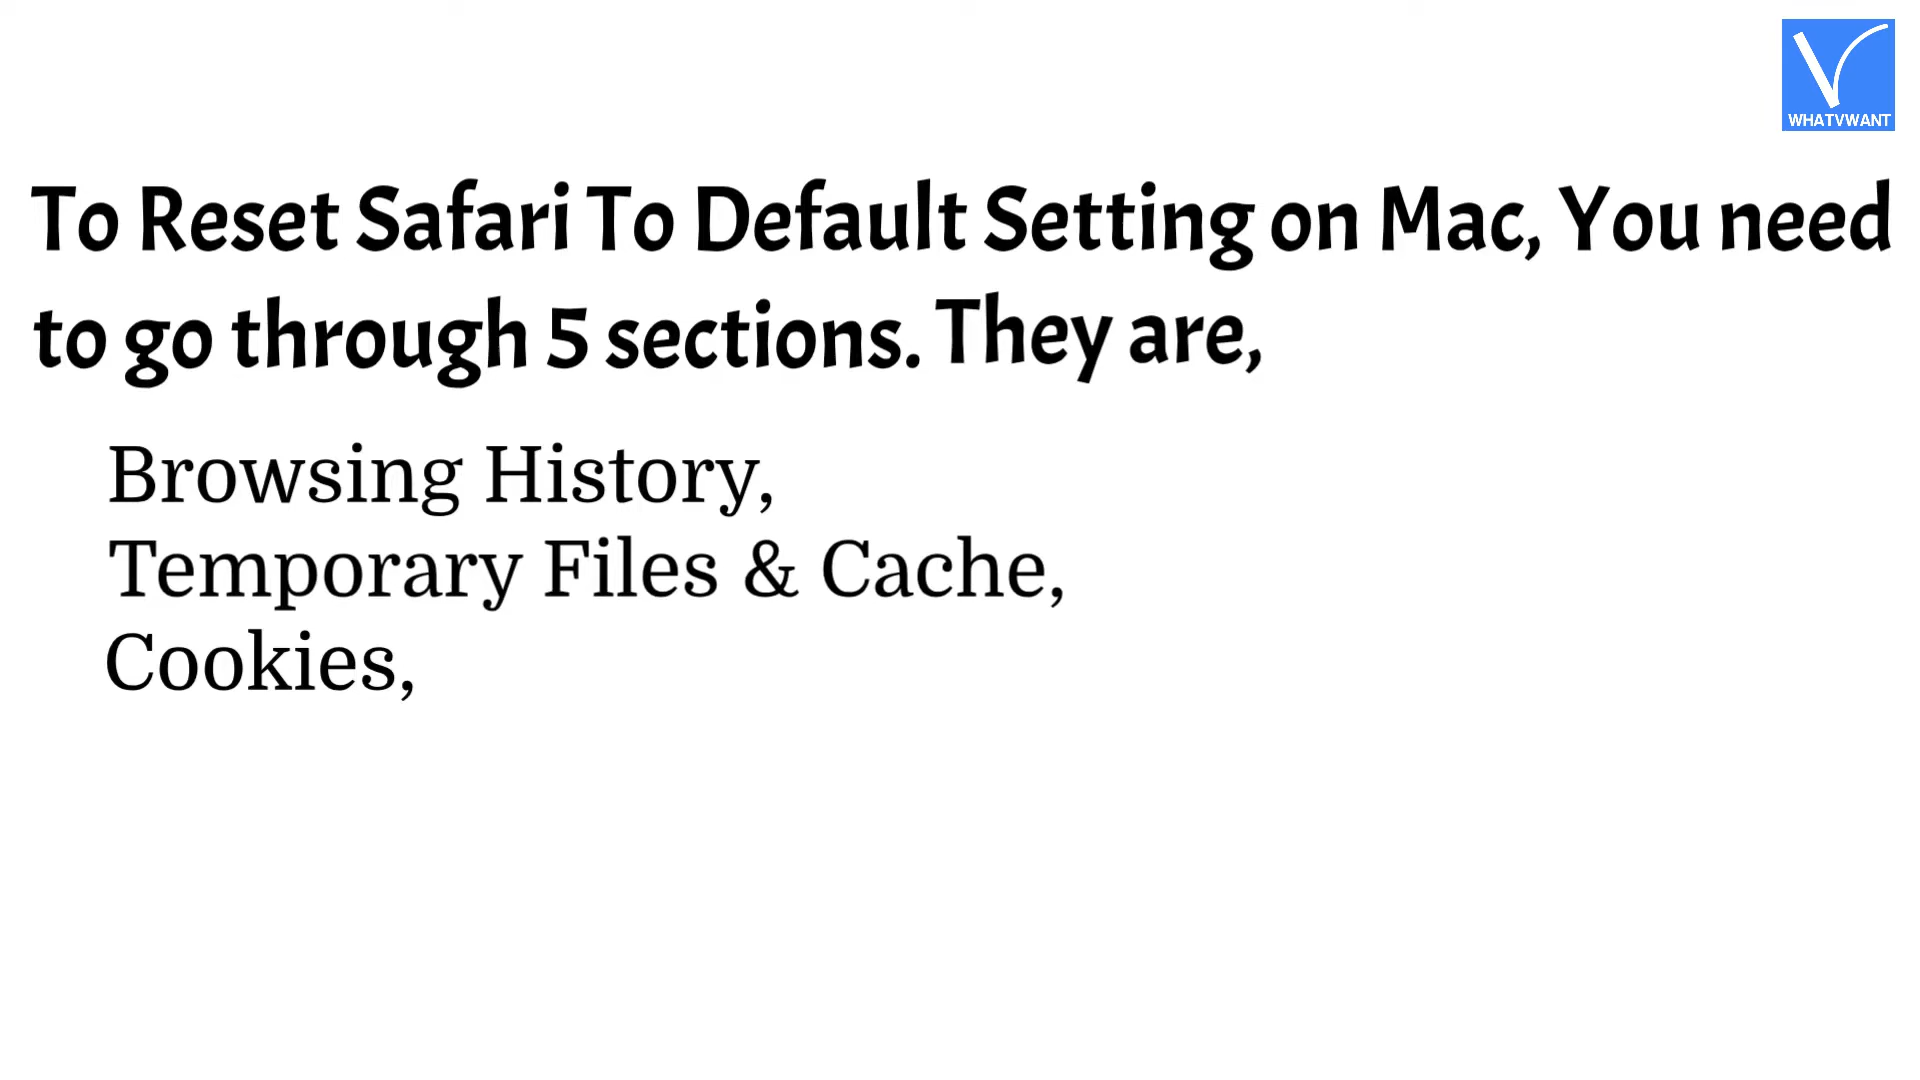 WHATVWANT
To Reset Safari To Default Setting on Mac, You need
to go through 5 sections. They are,
Browsing History,
Temporary Files & Cache,
Cookies,